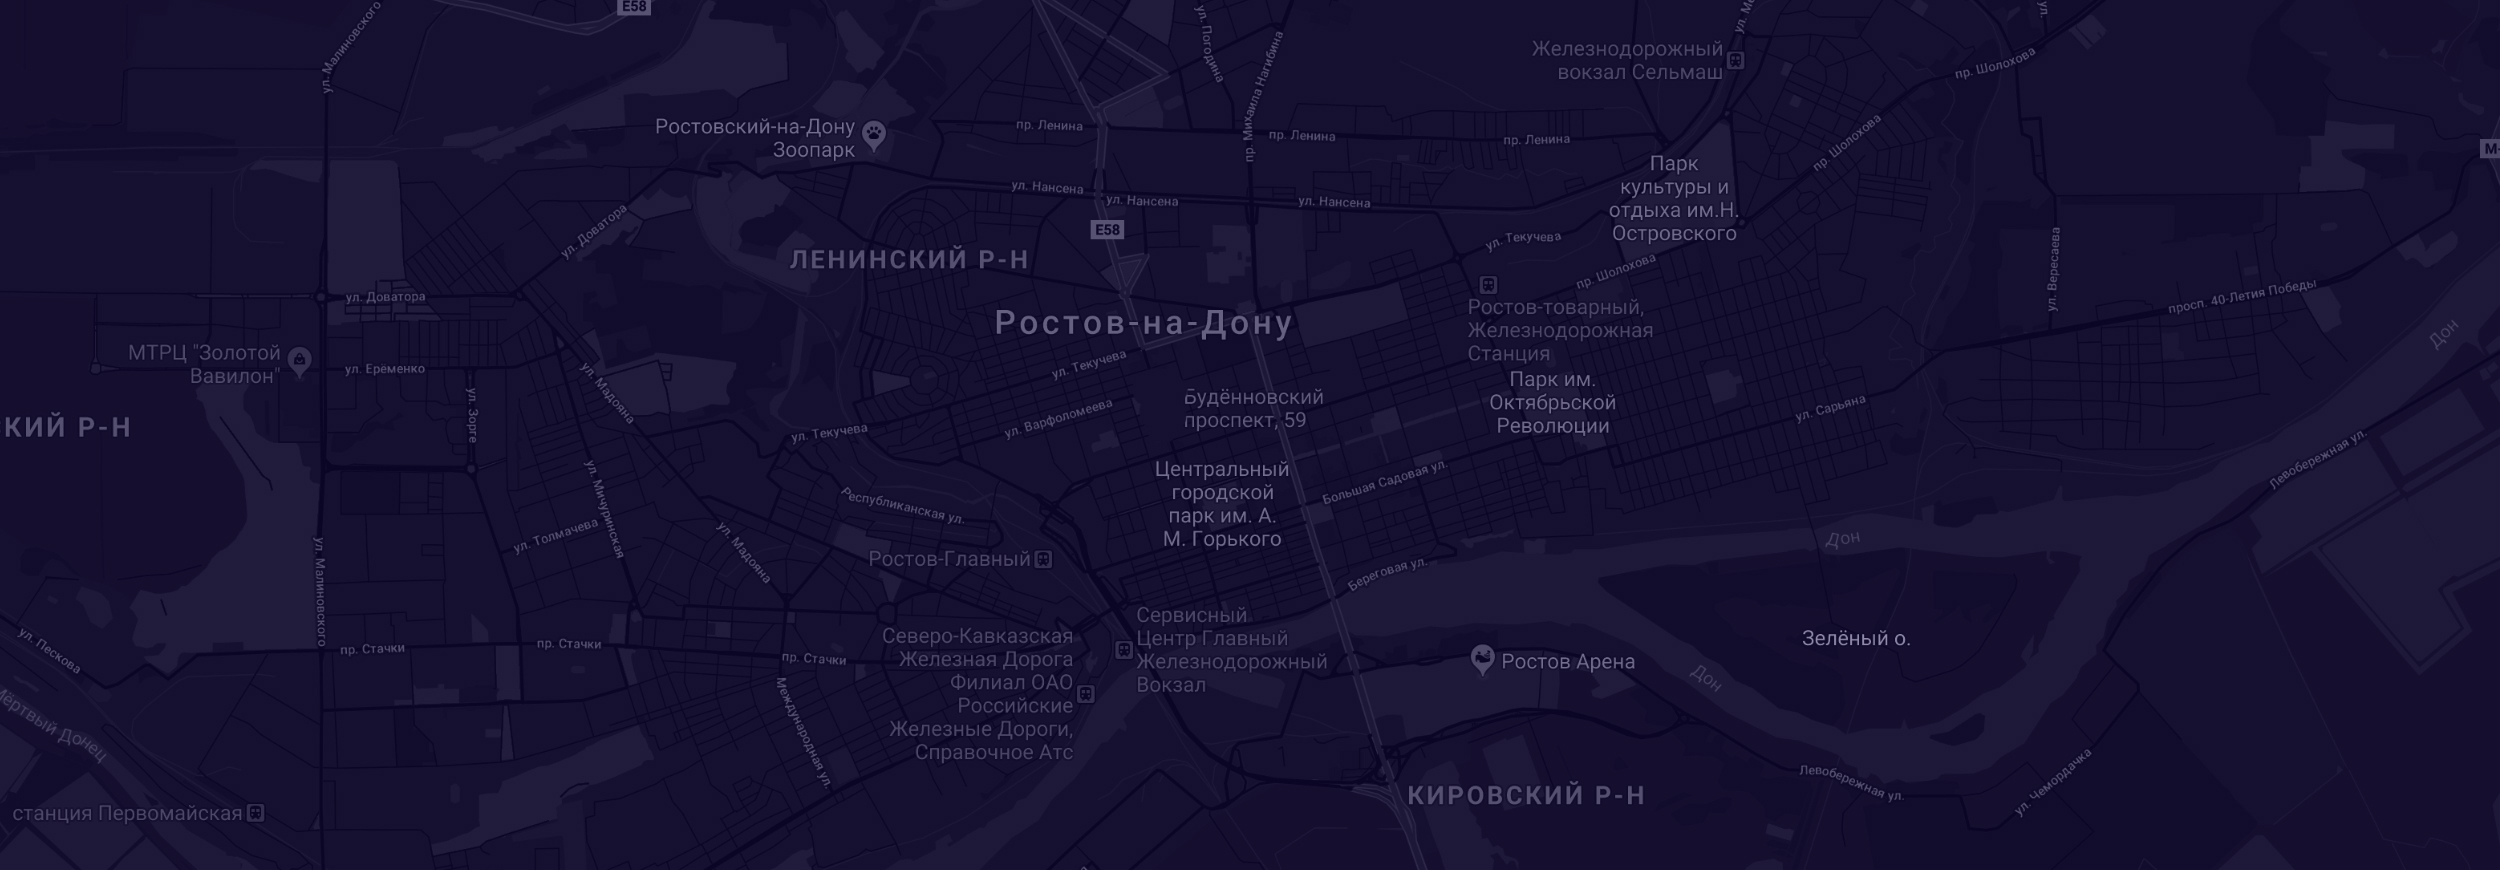 E58
ул. Малиновского
ул. Погодина
пр. Михаила Нагибина
Железнодорожный
вокзал Сельмаш
пр. Шолохова
Ростовский-на-Дону
Зоопарк
пр. Ленина
пр. Ленина
пр. Ленина
пр. Шолохова
Парк
культуры и
отдыха им.Н.
Островского
ул. Нансена
ул. Нансена
ул. Нансена
E58
ул. Доватора
ул. Текучева
ЛЕНИНСКИЙ Р-Н
пр. Шолохова
ул. Вересаева
просп. 40-Летия Победы
ул. Доватора
Ростов-на-Дону
Ростов-товарный,
Железнодорожная
Станция
Дон
МТРЦ "Золотой
Вавилон"
ул. Еременко
ул. Мадояна
ул. Зорге
ул. Текучева
Парк им.
Октябрьской
Революции
Будённовский
проспект, 59
ул. Сарьяна
ул. Варфоломеева
ул. Текучева
КИЙ Р-Н
Левобережная ул.
Центральный
городской
парк им. А.
М. Горького
Большая Садовая ул.
ул. Мичуринская
Республиканская ул.
ул. Толмачева
ул. Мадояна
Дон
Ростов-Главный
Береговая ул.
ул. Малиновского
Сервисный
Центр Главный
Железнодорожный
Вокзал
Северо-Кавказская
Железная Дорога
Филиал ОАО
Российские
Железные Дороги,
Справочное Атс
ул. Пескова
пр. Стачки
пр. Стачки
пр. Стачки
Зелёный о.
Ростов Арена
Дон
Международная ул.
Мёртвый Донец
Левобережная ул.
ул. Чемордачка
КИРОВСКИЙ Р-Н
станция Первомайская